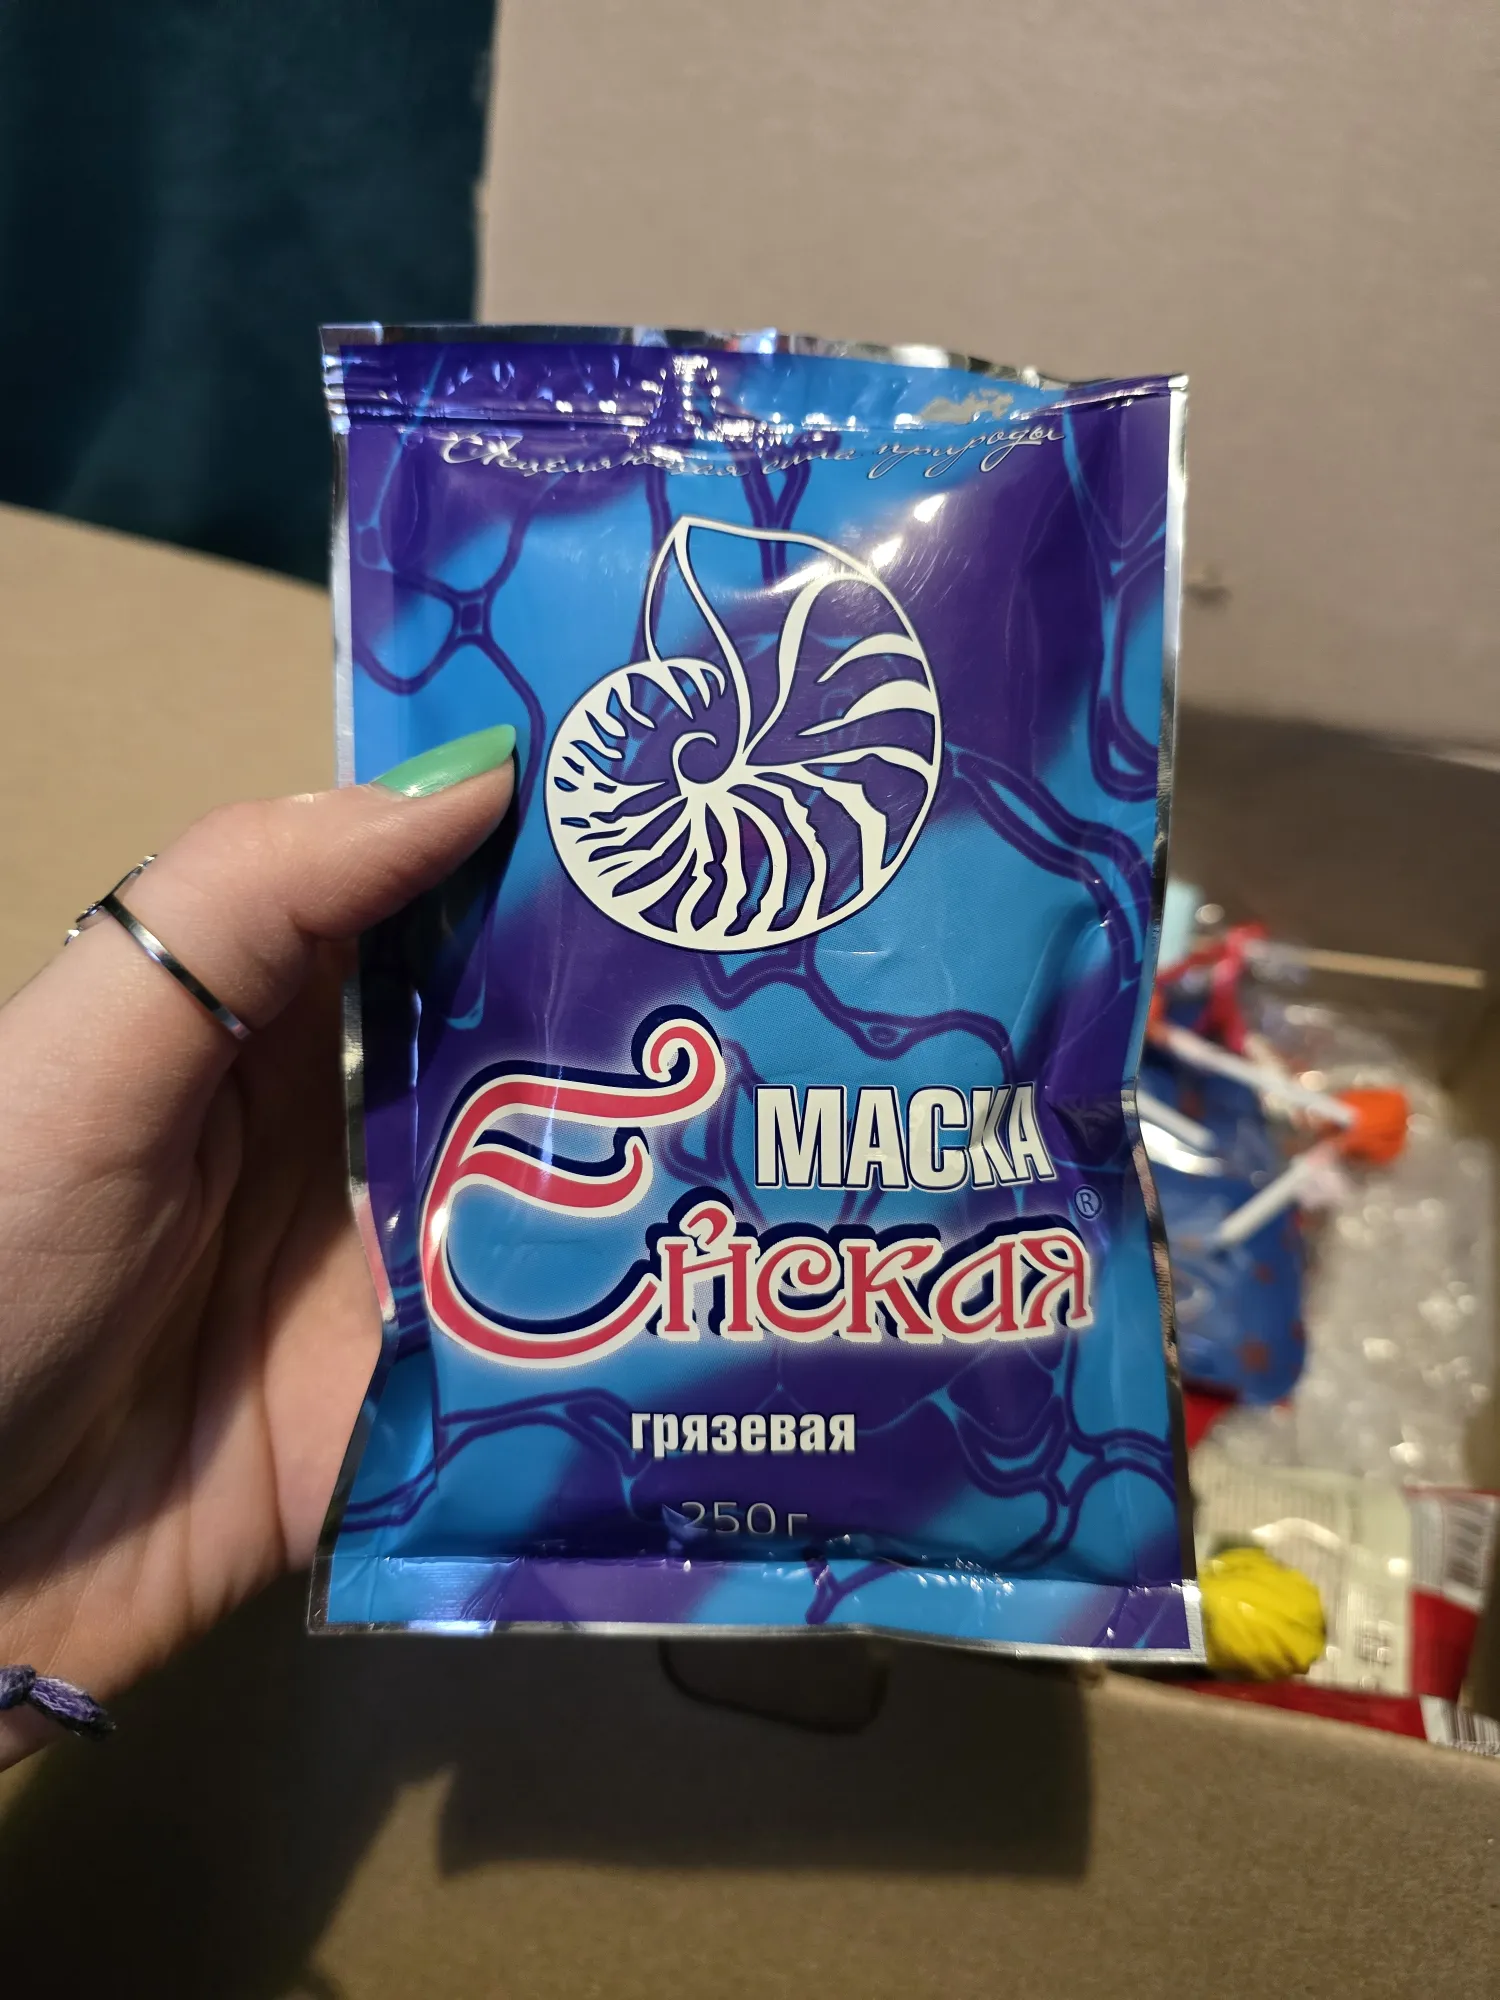 Исцеляющая сила природы
МАСКА
Ейская ®
грязевая
250 г